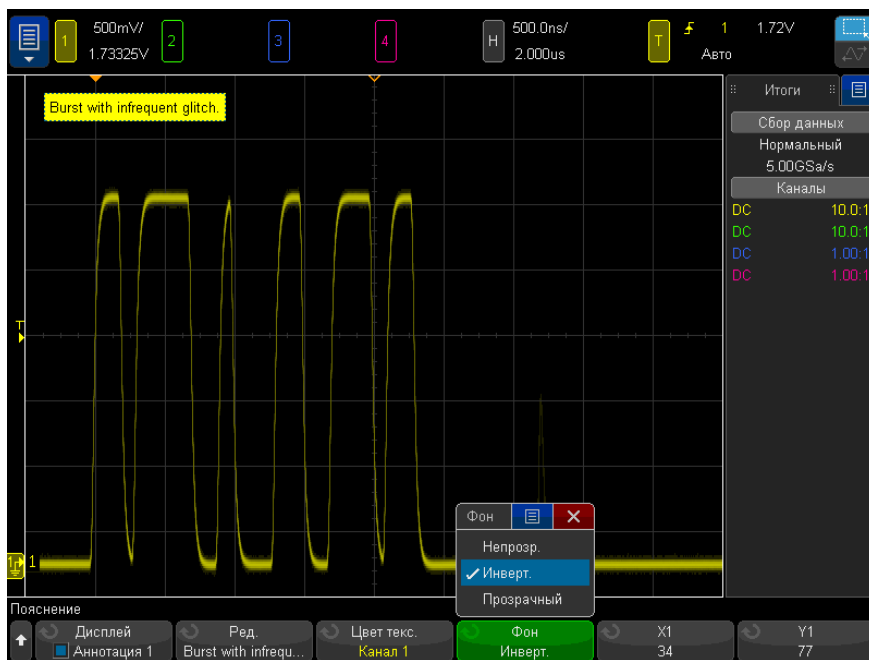 1 500mV/ 1.73325V 2 3 4 H 500.0ns/ 2.000us T 1 1.72V Авто
Burst with infrequent glitch.
Итоги
Сбор данных
Нормальный
5.00GSa/s
Каналы
DC 10.0:1
DC 10.0:1
DC 1.00:1
DC 1.00:1
T
1 1
Фон
Непрозр.
Инверт.
Прозрачный
Пояснение
Дисплей Ред. Цвет текс. Фон X1 Y1
Аннотация 1 Burst with infrequ... Канал 1 Инверт. 34 77